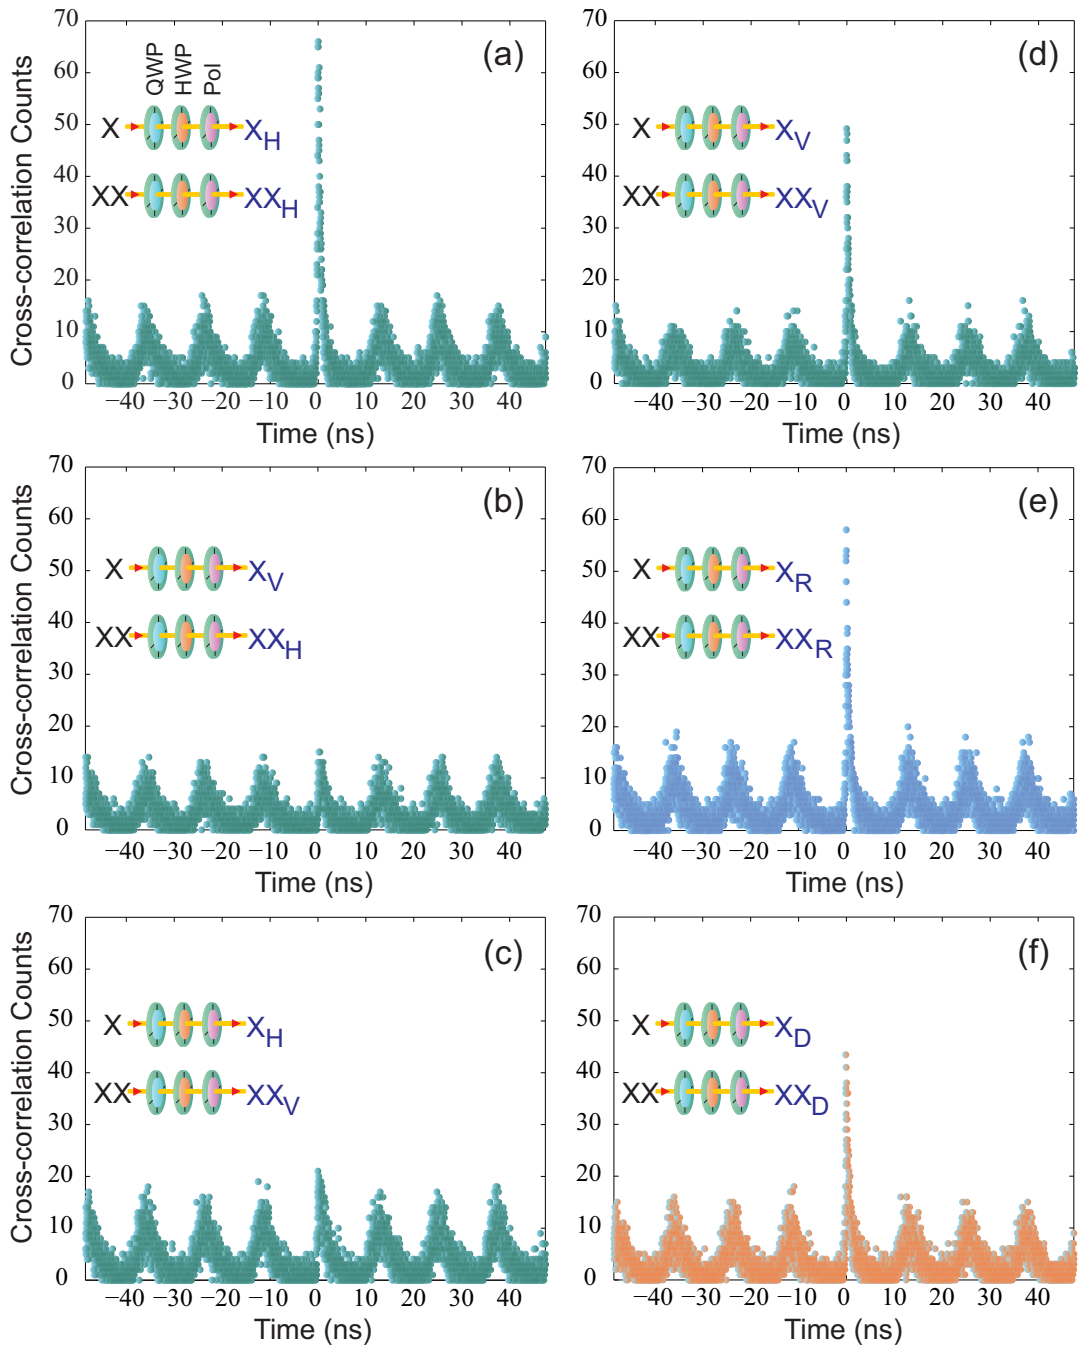 (a)
Cross-correlation Counts
70
60
50
40
30
20
10
0
QWP
HWP
Pol
X
X_H
XX
XX_H
−40 −30 −20 −10 0 10 20 30 40
Time (ns)
(d)
70
60
50
40
30
20
10
0
X
X_V
XX
XX_V
−40 −30 −20 −10 0 10 20 30 40
Time (ns)
(b)
Cross-correlation Counts
70
60
50
40
30
20
10
0
X
X_V
XX
XX_H
−40 −30 −20 −10 0 10 20 30 40
Time (ns)
(e)
70
60
50
40
30
20
10
0
X
X_R
XX
XX_R
−40 −30 −20 −10 0 10 20 30 40
Time (ns)
(c)
Cross-correlation Counts
70
60
50
40
30
20
10
0
X
X_H
XX
XX_V
−40 −30 −20 −10 0 10 20 30 40
Time (ns)
(f)
70
60
50
40
30
20
10
0
X
X_D
XX
XX_D
−40 −30 −20 −10 0 10 20 30 40
Time (ns)